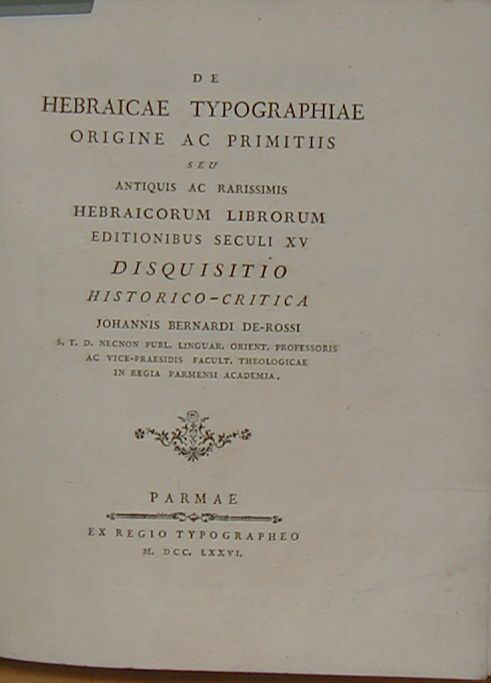 DE
HEBRAICAE TYPOGRAPHIAE
ORIGINE AC PRIMITIIS
SEU
ANTIQUIS AC RARISSIMIS
HEBRAICORUM LIBRORUM
EDITIONIBUS SECULI XV
DISQUISITIO
HISTORICO-CRITICA
JOHANNIS BERNARDI DE-ROSSI
S. T. D. NECNON PUBL. LINGUAR. ORIENT. PROFESSORIS
AC VICE-PRAESIDIS FACULT. THEOLOGICAE
IN REGIA PARMENSI ACADEMIA.
PARMAE
EX REGIO TYPOGRAPHEO
M. DCC. LXXVI.